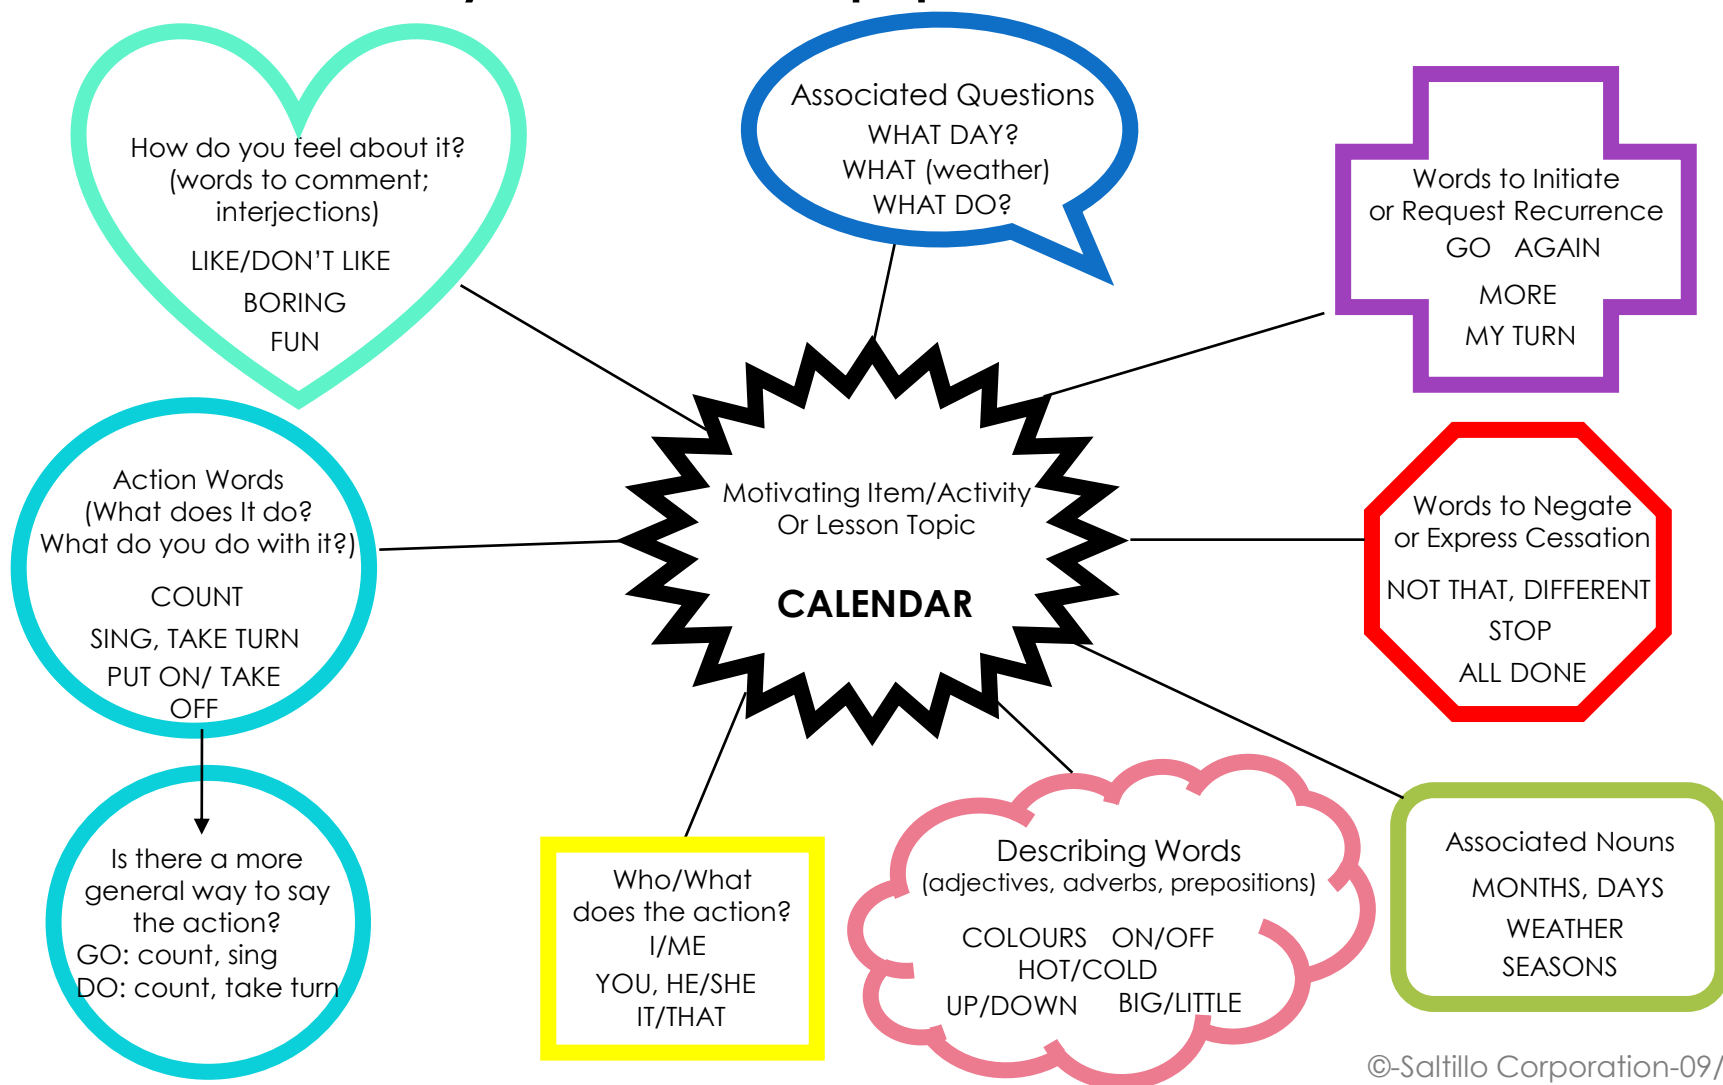 How do you feel about it?
(words to comment;
interjections)
LIKE/DON'T LIKE
BORING
FUN
Associated Questions
WHAT DAY?
WHAT (weather)
WHAT DO?
Words to Initiate
or Request Recurrence
GO AGAIN
MORE
MY TURN
Action Words
(What does It do?
What do you do with it?)
COUNT
SING, TAKE TURN
PUT ON/ TAKE
OFF
Motivating Item/Activity
Or Lesson Topic
CALENDAR
Words to Negate
or Express Cessation
NOT THAT, DIFFERENT
STOP
ALL DONE
Is there a more
general way to say
the action?
GO: count, sing
DO: count, take turn
Who/What
does the action?
I/ME
YOU, HE/SHE
IT/THAT
Describing Words
(adjectives, adverbs, prepositions)
COLOURS ON/OFF
HOT/COLD
UP/DOWN BIG/LITTLE
Associated Nouns
MONTHS, DAYS
WEATHER
SEASONS
©-Saltillo Corporation-09/